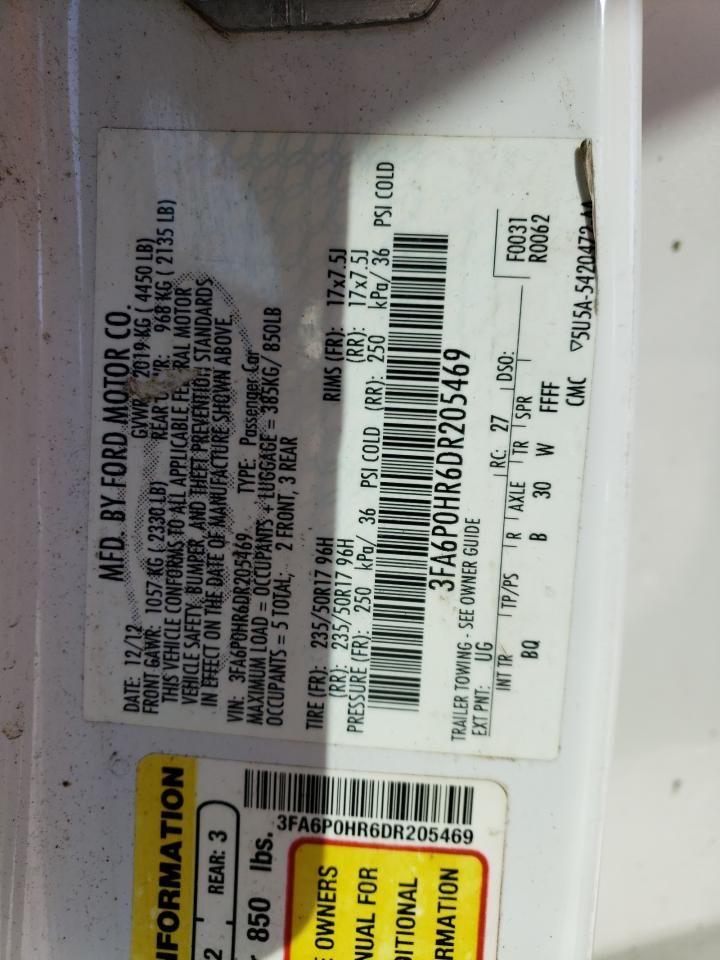 MFD. BY FORD MOTOR CO.
DATE: 12/12 GVWR: 2019 KG ( 4450 LB)
FRONT GAWR: 1057 KG ( 2330 LB) REAR 968 KG ( 2135 LB)
THIS VEHICLE CONFORMS TO ALL APPLICABLE FEDERAL MOTOR
VEHICLE SAFETY, BUMPER, AND THEFT PREVENTION STANDARDS
IN EFFECT ON THE DATE OF MANUFACTURE SHOWN ABOVE.
VIN: 3FA6P0HR6DR205469 TYPE: Passenger Car
MAXIMUM LOAD = OCCUPANTS + LUGGAGE = 385KG/ 850LB
OCCUPANTS = 5 TOTAL; 2 FRONT, 3 REAR
TIRE (FR): 235/50R17 96H RIMS (FR): 17x7.5J
(RR): 235/50R17 96H (RR): 17x7.5J
PRESSURE (FR): 250 kPa/ 36 PSI COLD (RR): 250 kPa/ 36 PSI COLD
3FA6P0HR6DR205469
TRAILER TOWING - SEE OWNER GUIDE
EXT PNT: UG RC: 27 DSO: F0031
R0062
INT TR TP/PS R AXLE TR SPR
BQ B 30 W FFFF
CMC ▽5U5A-5420472
NFORMATION
2 REAR: 3
850 lbs.
3FA6P0HR6DR205469
OWNERS
NUAL FOR
DITIONAL
RMATION